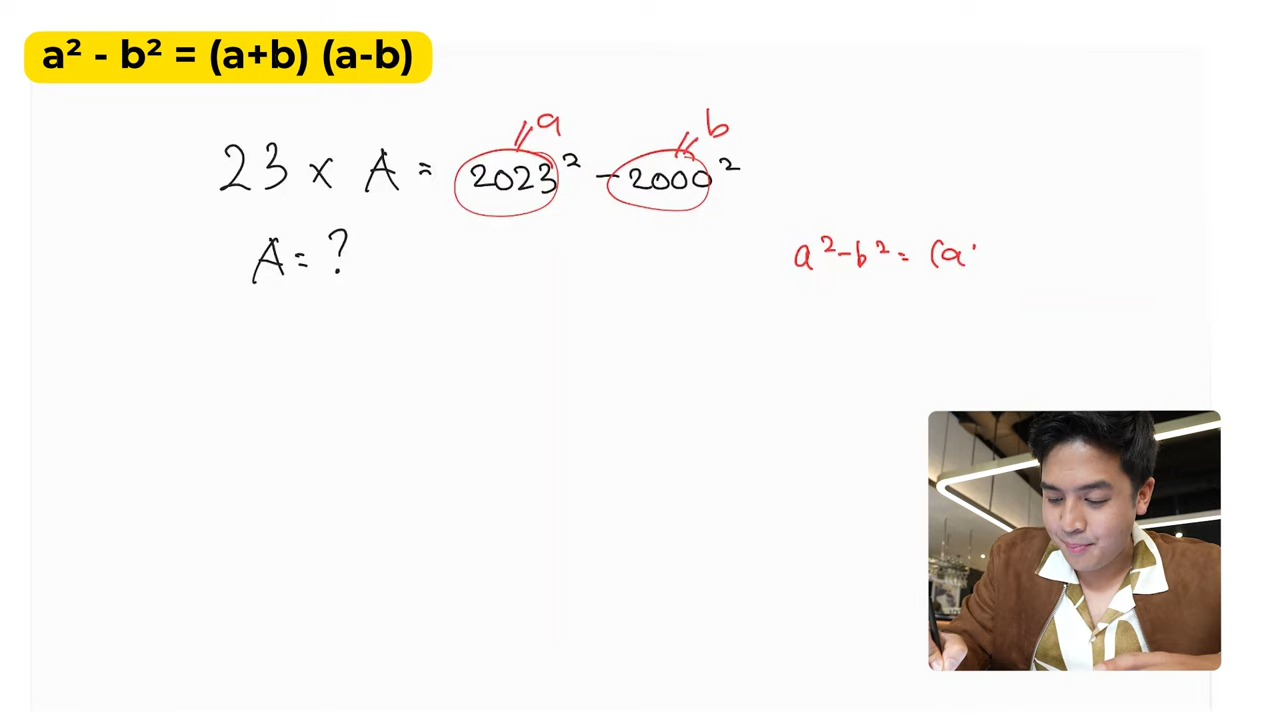 a² - b² = (a+b) (a-b)
a b
23 x A = 2023² - 2000²
A = ?
a² - b² = (a